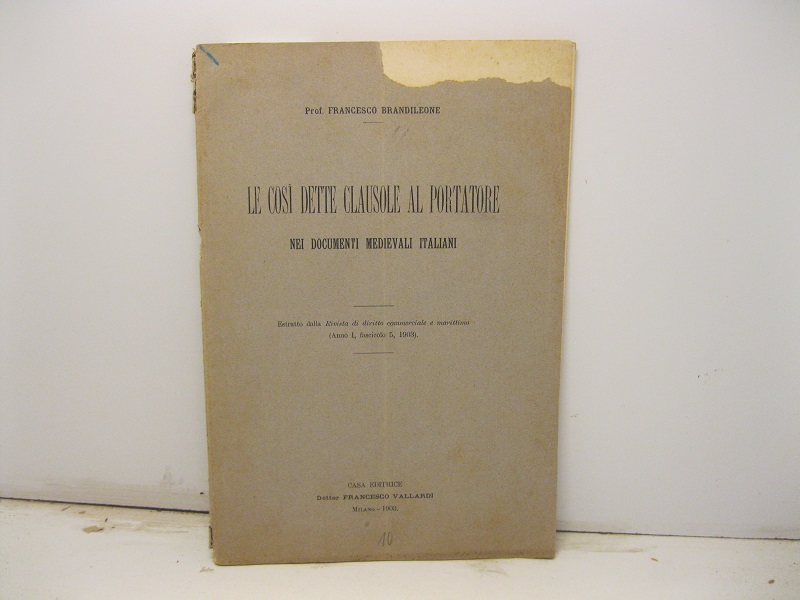 Prof. FRANCESCO BRANDILEONE
LE COSÌ DETTE CLAUSOLE AL PORTATORE
NEI DOCUMENTI MEDIEVALI ITALIANI
Estratto dalla Rivista di diritto commerciale e marittimo
(Anno I, fascicolo 5, 1903).
CASA EDITRICE
Dottor FRANCESCO VALLARDI
MILANO - 1903.
10